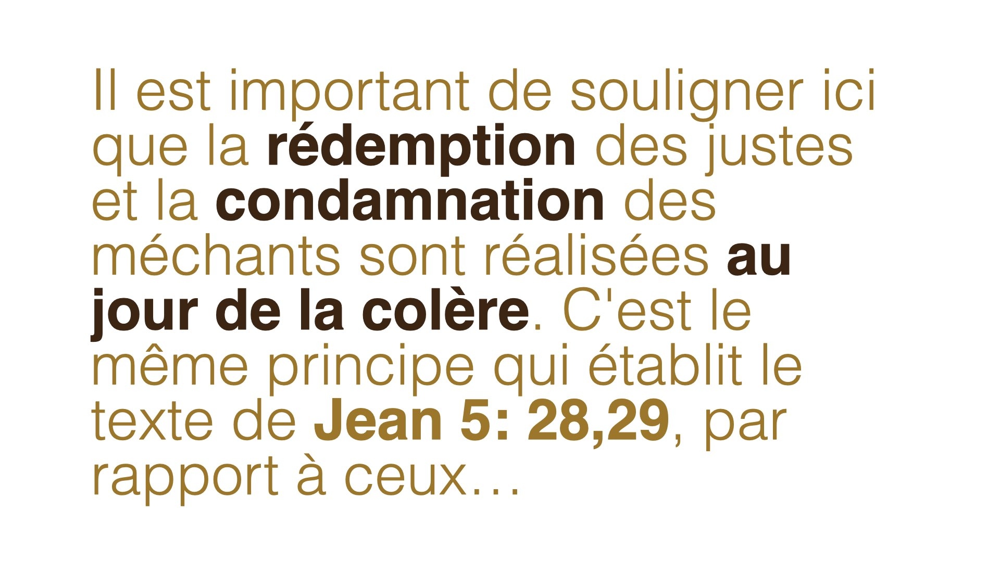 Il est important de souligner ici
que la rédemption des justes
et la condamnation des
méchants sont réalisées au
jour de la colère. C'est le
même principe qui établit le
texte de Jean 5: 28,29, par
rapport à ceux…